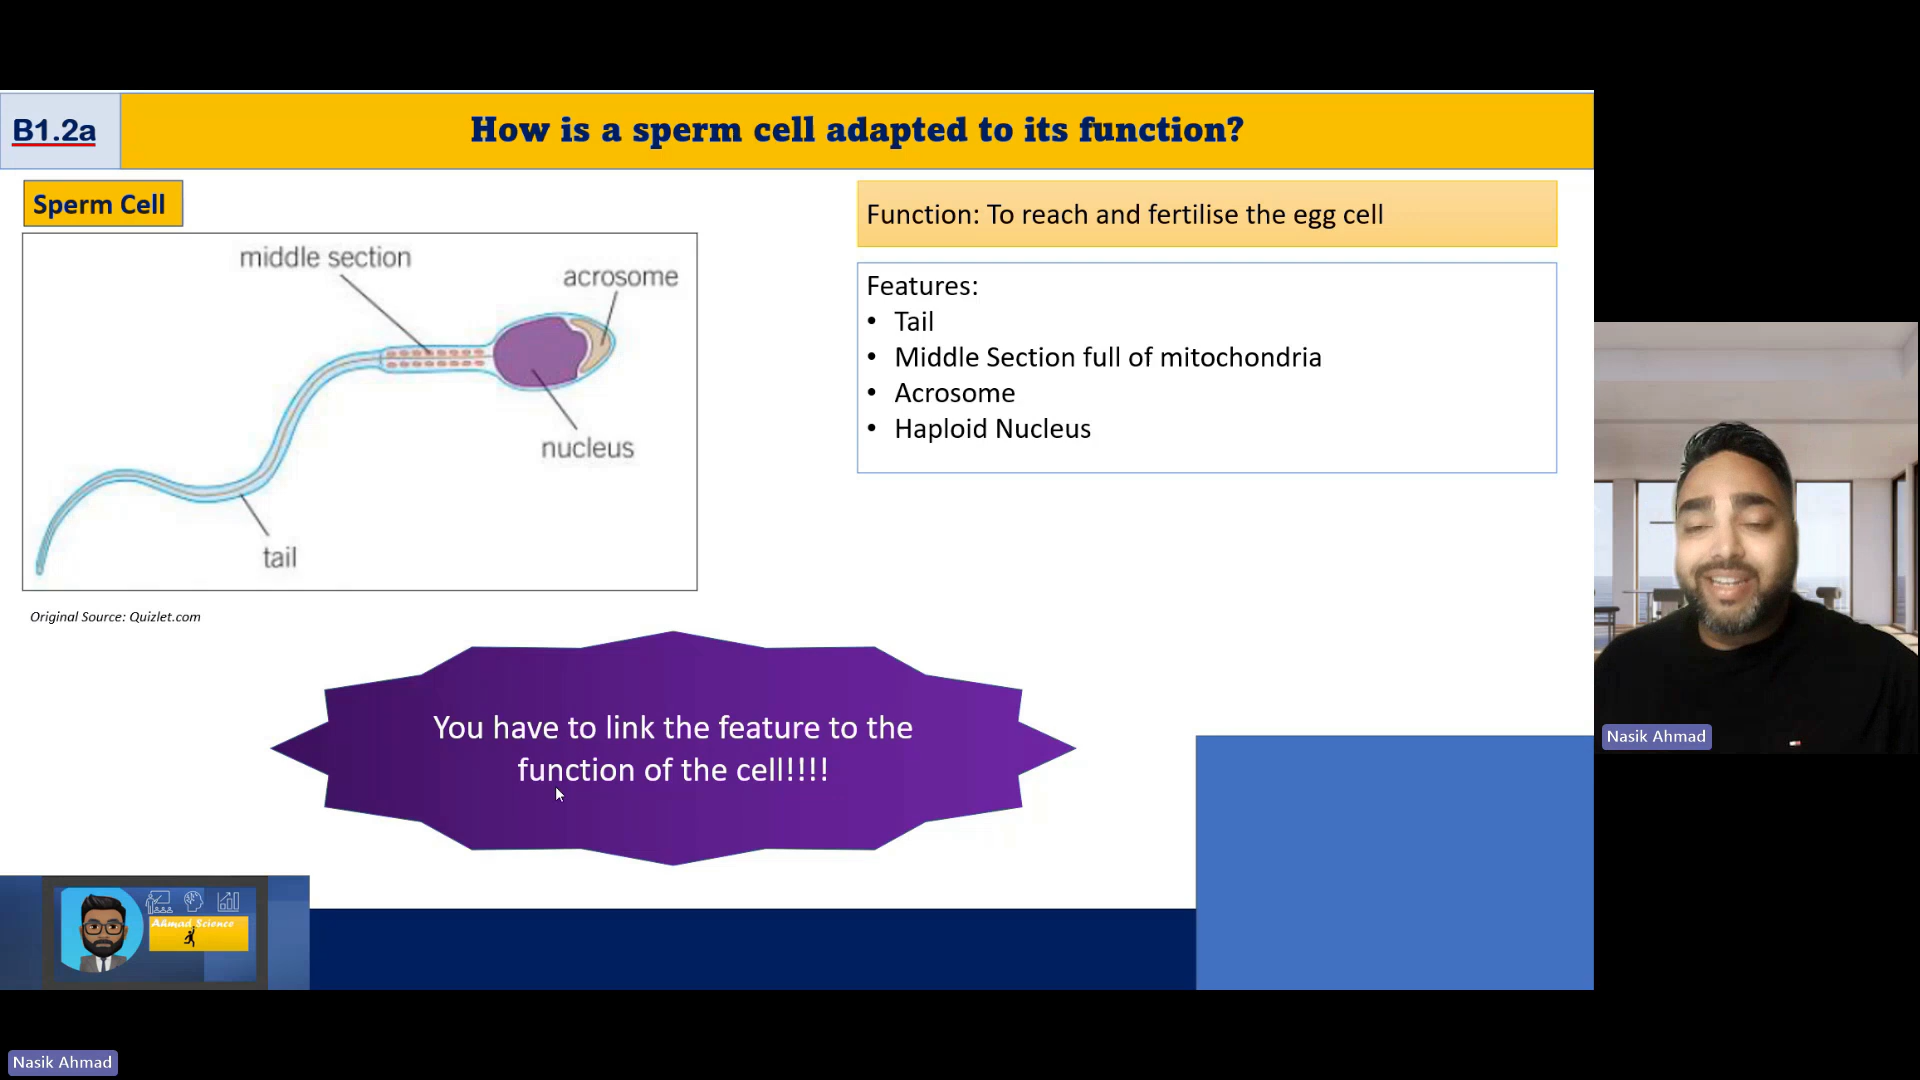 B1.2a
How is a sperm cell adapted to its function?
Sperm Cell
middle section
acrosome
nucleus
tail
Original Source: Quizlet.com
Function: To reach and fertilise the egg cell
Features:
• Tail
• Middle Section full of mitochondria
• Acrosome
• Haploid Nucleus
You have to link the feature to the
function of the cell!!!!
Ahmad Science
Nasik Ahmad
Nasik Ahmad